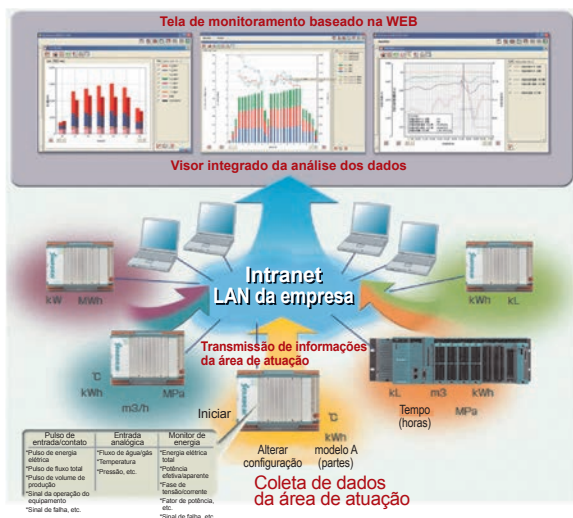 Tela de monitoramento baseado na WEB
Visor integrado da análise dos dados
Intranet
LAN da empresa
kW MWh
kWh kL
Transmissão de informações
da área de atuação
℃
kWh MPa
m3/h
kL m3 kWh
Tempo
(horas)
MPa
Iniciar
℃
kWh
Alterar
configuração
modelo A
(partes)
Coleta de dados
da área de atuação
Pulso de
entrada/contato
*Pulso de energia
elétrica
*Pulso de fluxo total
*Pulso de volume de
produção
*Sinal da operação do
equipamento
*Sinal de falha, etc.
Entrada
analógica
*Fluxo de água/gás
*Temperatura
*Pressão, etc.
Monitor de
energia
*Energia elétrica
total
*Potência
efetiva/aparente
*Fase de
tensão/corrente
*Fator de potência,
etc.
*Sinal de falha, etc.